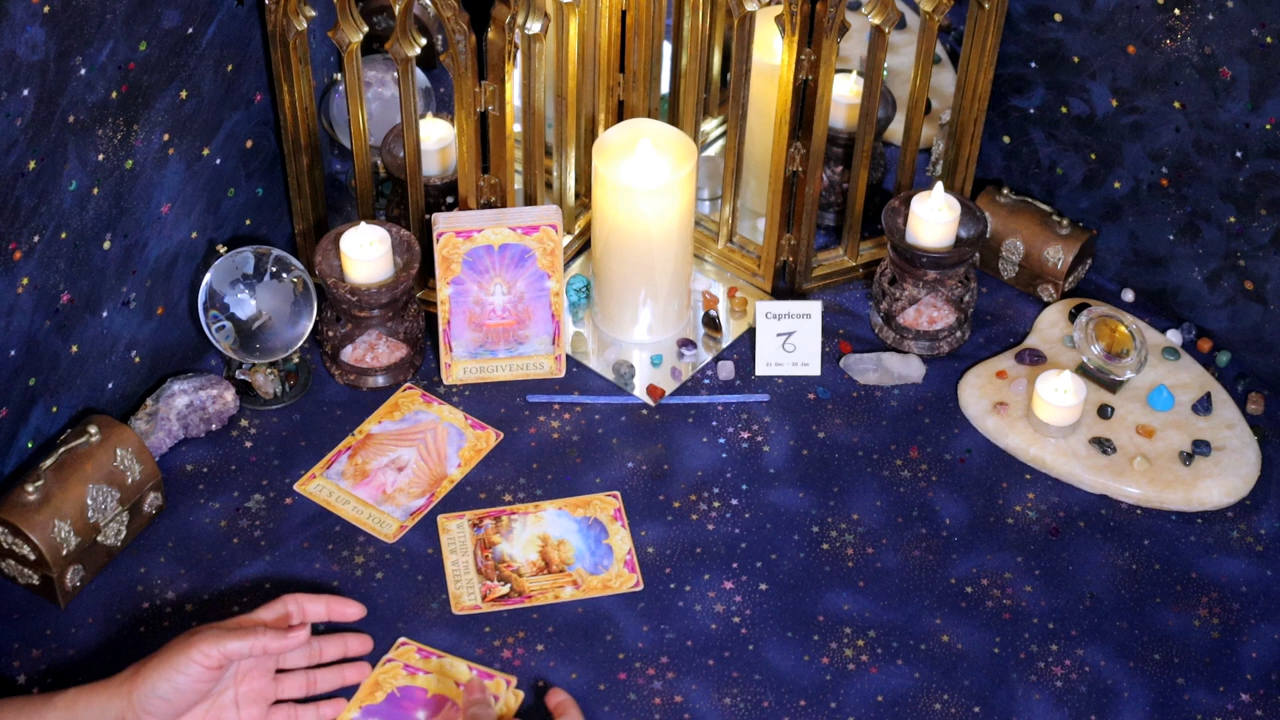 FORGIVENESS
Capricorn
21 Dec - 20 Jan
IT'S UP TO YOU!
WITHIN THE NEXT
FEW WEEKS